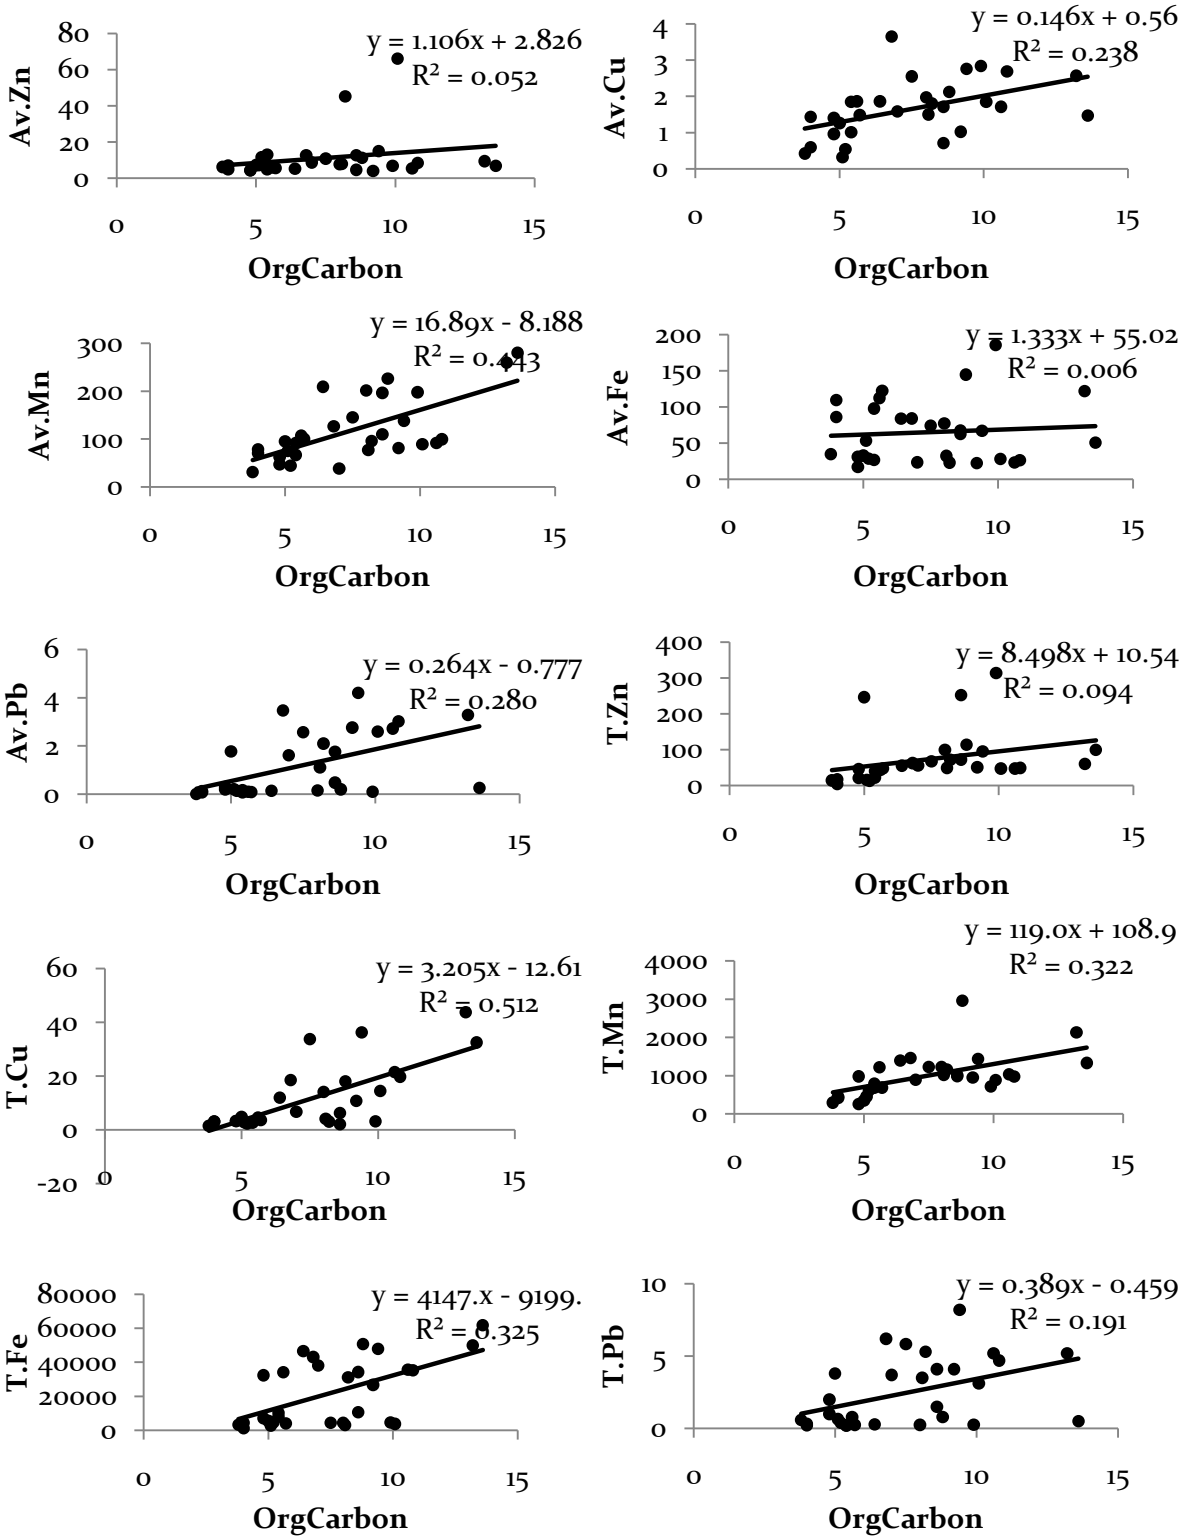 y = 1.106x + 2.826
R² = 0.052
80
60
40
20
0
0 5 10 15
Av.Zn
OrgCarbon
y = 0.146x + 0.56
R² = 0.238
4
3
2
1
0
0 5 10 15
Av.Cu
OrgCarbon
y = 16.89x - 8.188
R² = 0.443
300
200
100
0
0 5 10 15
Av.Mn
OrgCarbon
y = 1.333x + 55.02
R² = 0.006
200
150
100
50
0
0 5 10 15
Av.Fe
OrgCarbon
y = 0.264x - 0.777
R² = 0.280
6
4
2
0
0 5 10 15
Av.Pb
OrgCarbon
y = 8.498x + 10.54
R² = 0.094
400
300
200
100
0
0 5 10 15
T.Zn
OrgCarbon
y = 3.205x - 12.61
R² = 0.512
60
40
20
0
-20
0 5 10 15
T.Cu
OrgCarbon
y = 119.0x + 108.9
R² = 0.322
4000
3000
2000
1000
0
0 5 10 15
T.Mn
OrgCarbon
y = 4147.x - 9199.
R² = 0.325
80000
60000
40000
20000
0
0 5 10 15
T.Fe
OrgCarbon
y = 0.389x - 0.459
R² = 0.191
10
5
0
0 5 10 15
T.Pb
OrgCarbon